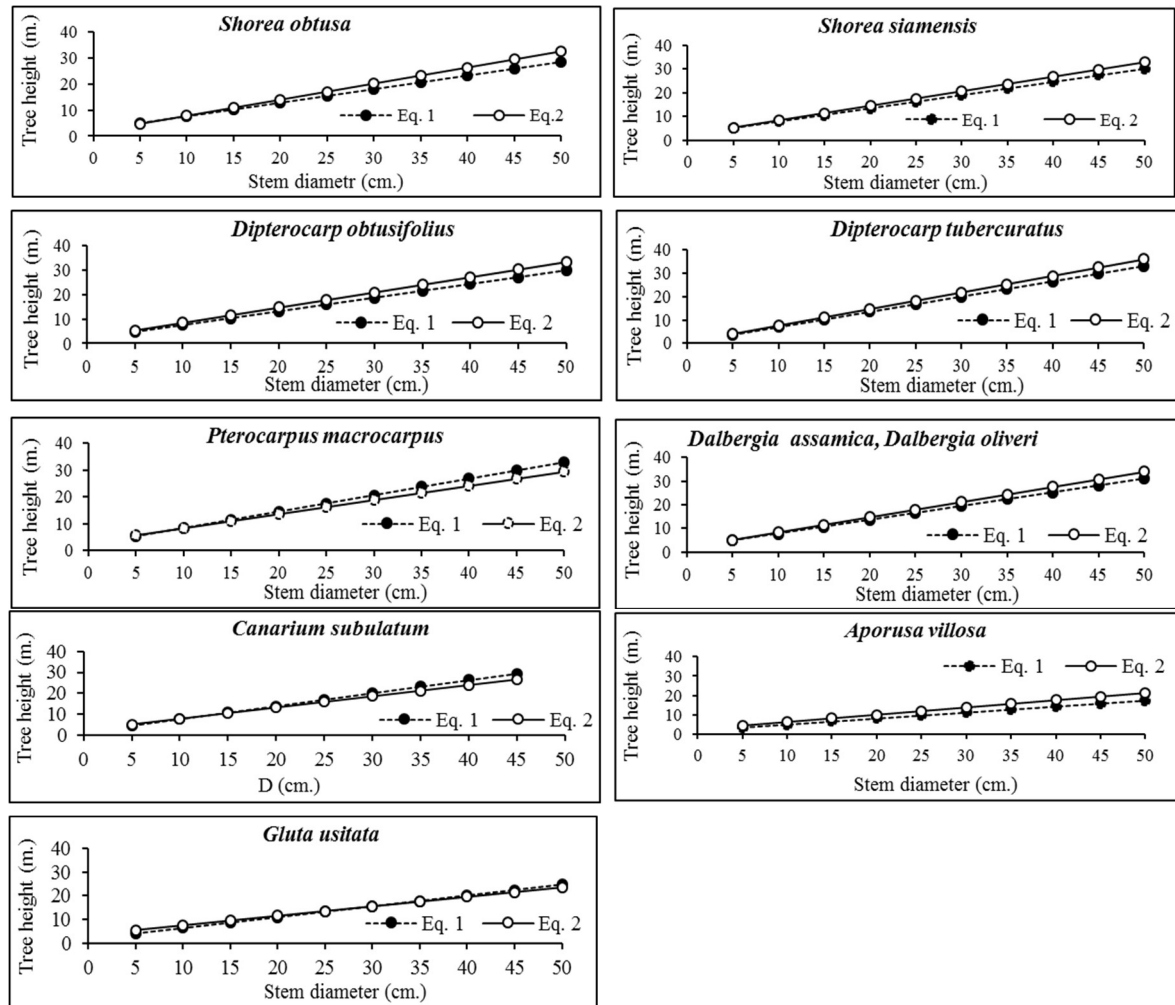 Shorea obtusa
Tree height (m.)
40
30
20
10
0
Eq. 1 Eq.2
0 5 10 15 20 25 30 35 40 45 50
Stem diametr (cm.)
Shorea siamensis
Tree height (m.)
40
30
20
10
0
Eq. 1 Eq. 2
0 5 10 15 20 25 30 35 40 45 50
Stem diameter (cm.)
Dipterocarp obtusifolius
Tree height (m.)
40
30
20
10
0
Eq. 1 Eq. 2
0 5 10 15 20 25 30 35 40 45 50
Stem diameter (cm.)
Dipterocarp tubercuratus
Tree height (m.)
40
30
20
10
0
Eq. 1 Eq. 2
0 5 10 15 20 25 30 35 40 45 50
Stem diameter (cm.)
Pterocarpus macrocarpus
Tree height (m.)
40
30
20
10
0
Eq. 1 Eq. 2
0 5 10 15 20 25 30 35 40 45 50
Stem diameter (cm.)
Dalbergia assamica, Dalbergia oliveri
Tree height (m.)
40
30
20
10
0
Eq. 1 Eq. 2
0 5 10 15 20 25 30 35 40 45 50
Stem diameter (cm.)
Canarium subulatum
Tree height (m.)
40
30
20
10
0
Eq. 1 Eq. 2
0 5 10 15 20 25 30 35 40 45 50
D (cm.)
Aporusa villosa
Tree height (m.)
40
30
20
10
0
Eq. 1 Eq. 2
0 5 10 15 20 25 30 35 40 45 50
Stem diameter (cm.)
Gluta usitata
Tree height (m.)
40
30
20
10
0
Eq. 1 Eq. 2
0 5 10 15 20 25 30 35 40 45 50
Stem diameter (cm.)